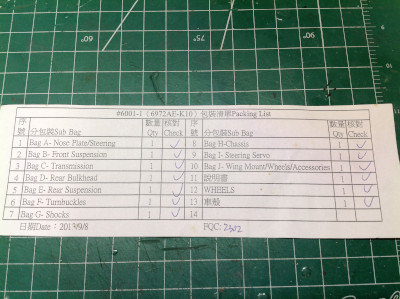 60°
75°
#6001-1 (6972AE-K10) 包裝清單Packing List
序號 分包裝Sub Bag 數量Qty 核對Check 序號 分包裝Sub Bag 數量Qty 核對Check
1 Bag A- Nose Plate/Steering 1 ✓ 8 Bag H-Chassis 1 ✓
2 Bag B- Front Suspension 1 ✓ 9 Bag I- Steering Servo 1 ✓
3 Bag C- Transmission 1 ✓ 10 Bag J- Wing Mount/Wheels/Accessories 1 ✓
4 Bag D- Rear Bulkhead 1 ✓ 11 說明書 1 ✓
5 Bag E- Rear Suspension 1 ✓ 12 WHEELS 1 ✓
6 Bag F- Turnbuckles 1 ✓ 13 車殼 1 ✓
7 Bag G- Shocks 1 ✓ 14
日期Date：2013/9/8 PQC: